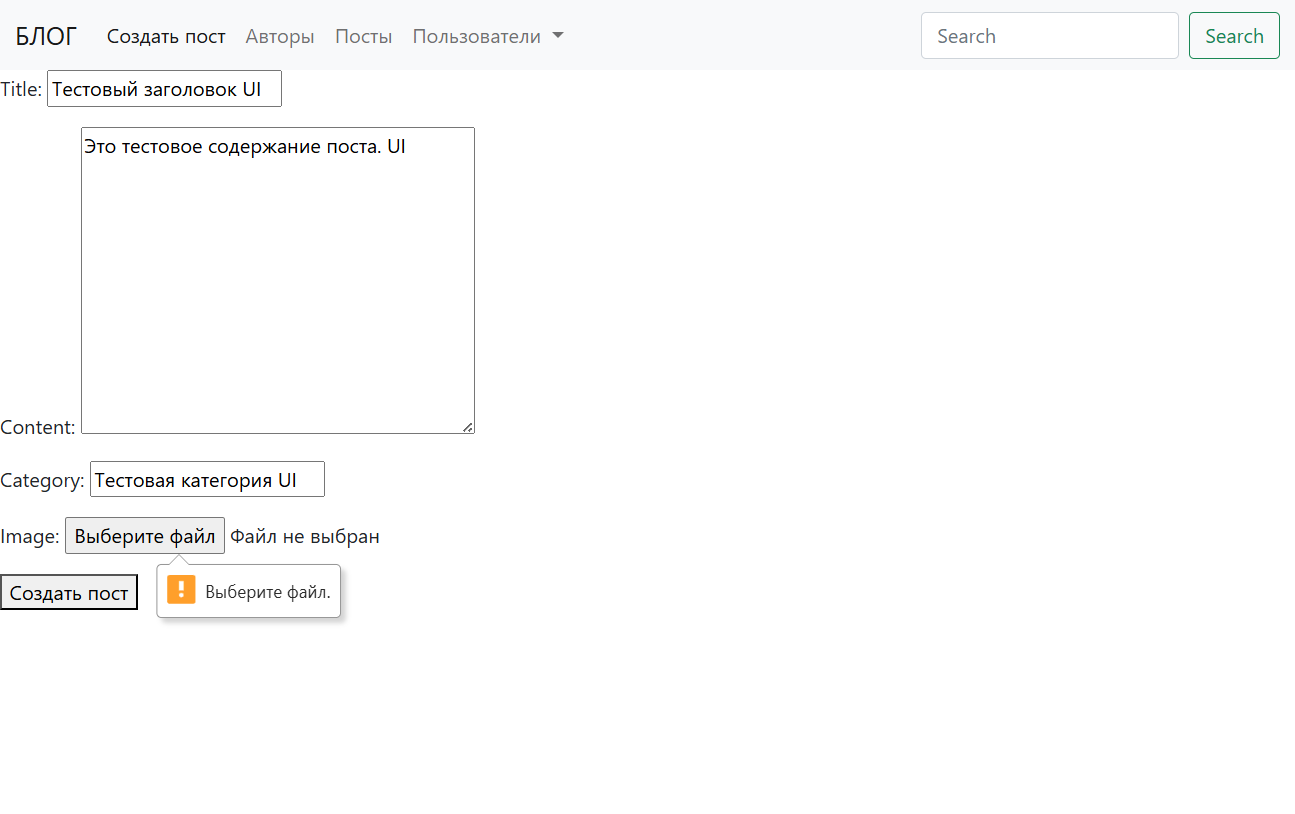 БЛОГ Создать пост Авторы Посты Пользователи Search Search
Title: Тестовый заголовок UI
Это тестовое содержание поста. UI
Content:
Category: Тестовая категория UI
Image: Выберите файл Файл не выбран
Создать пост Выберите файл.